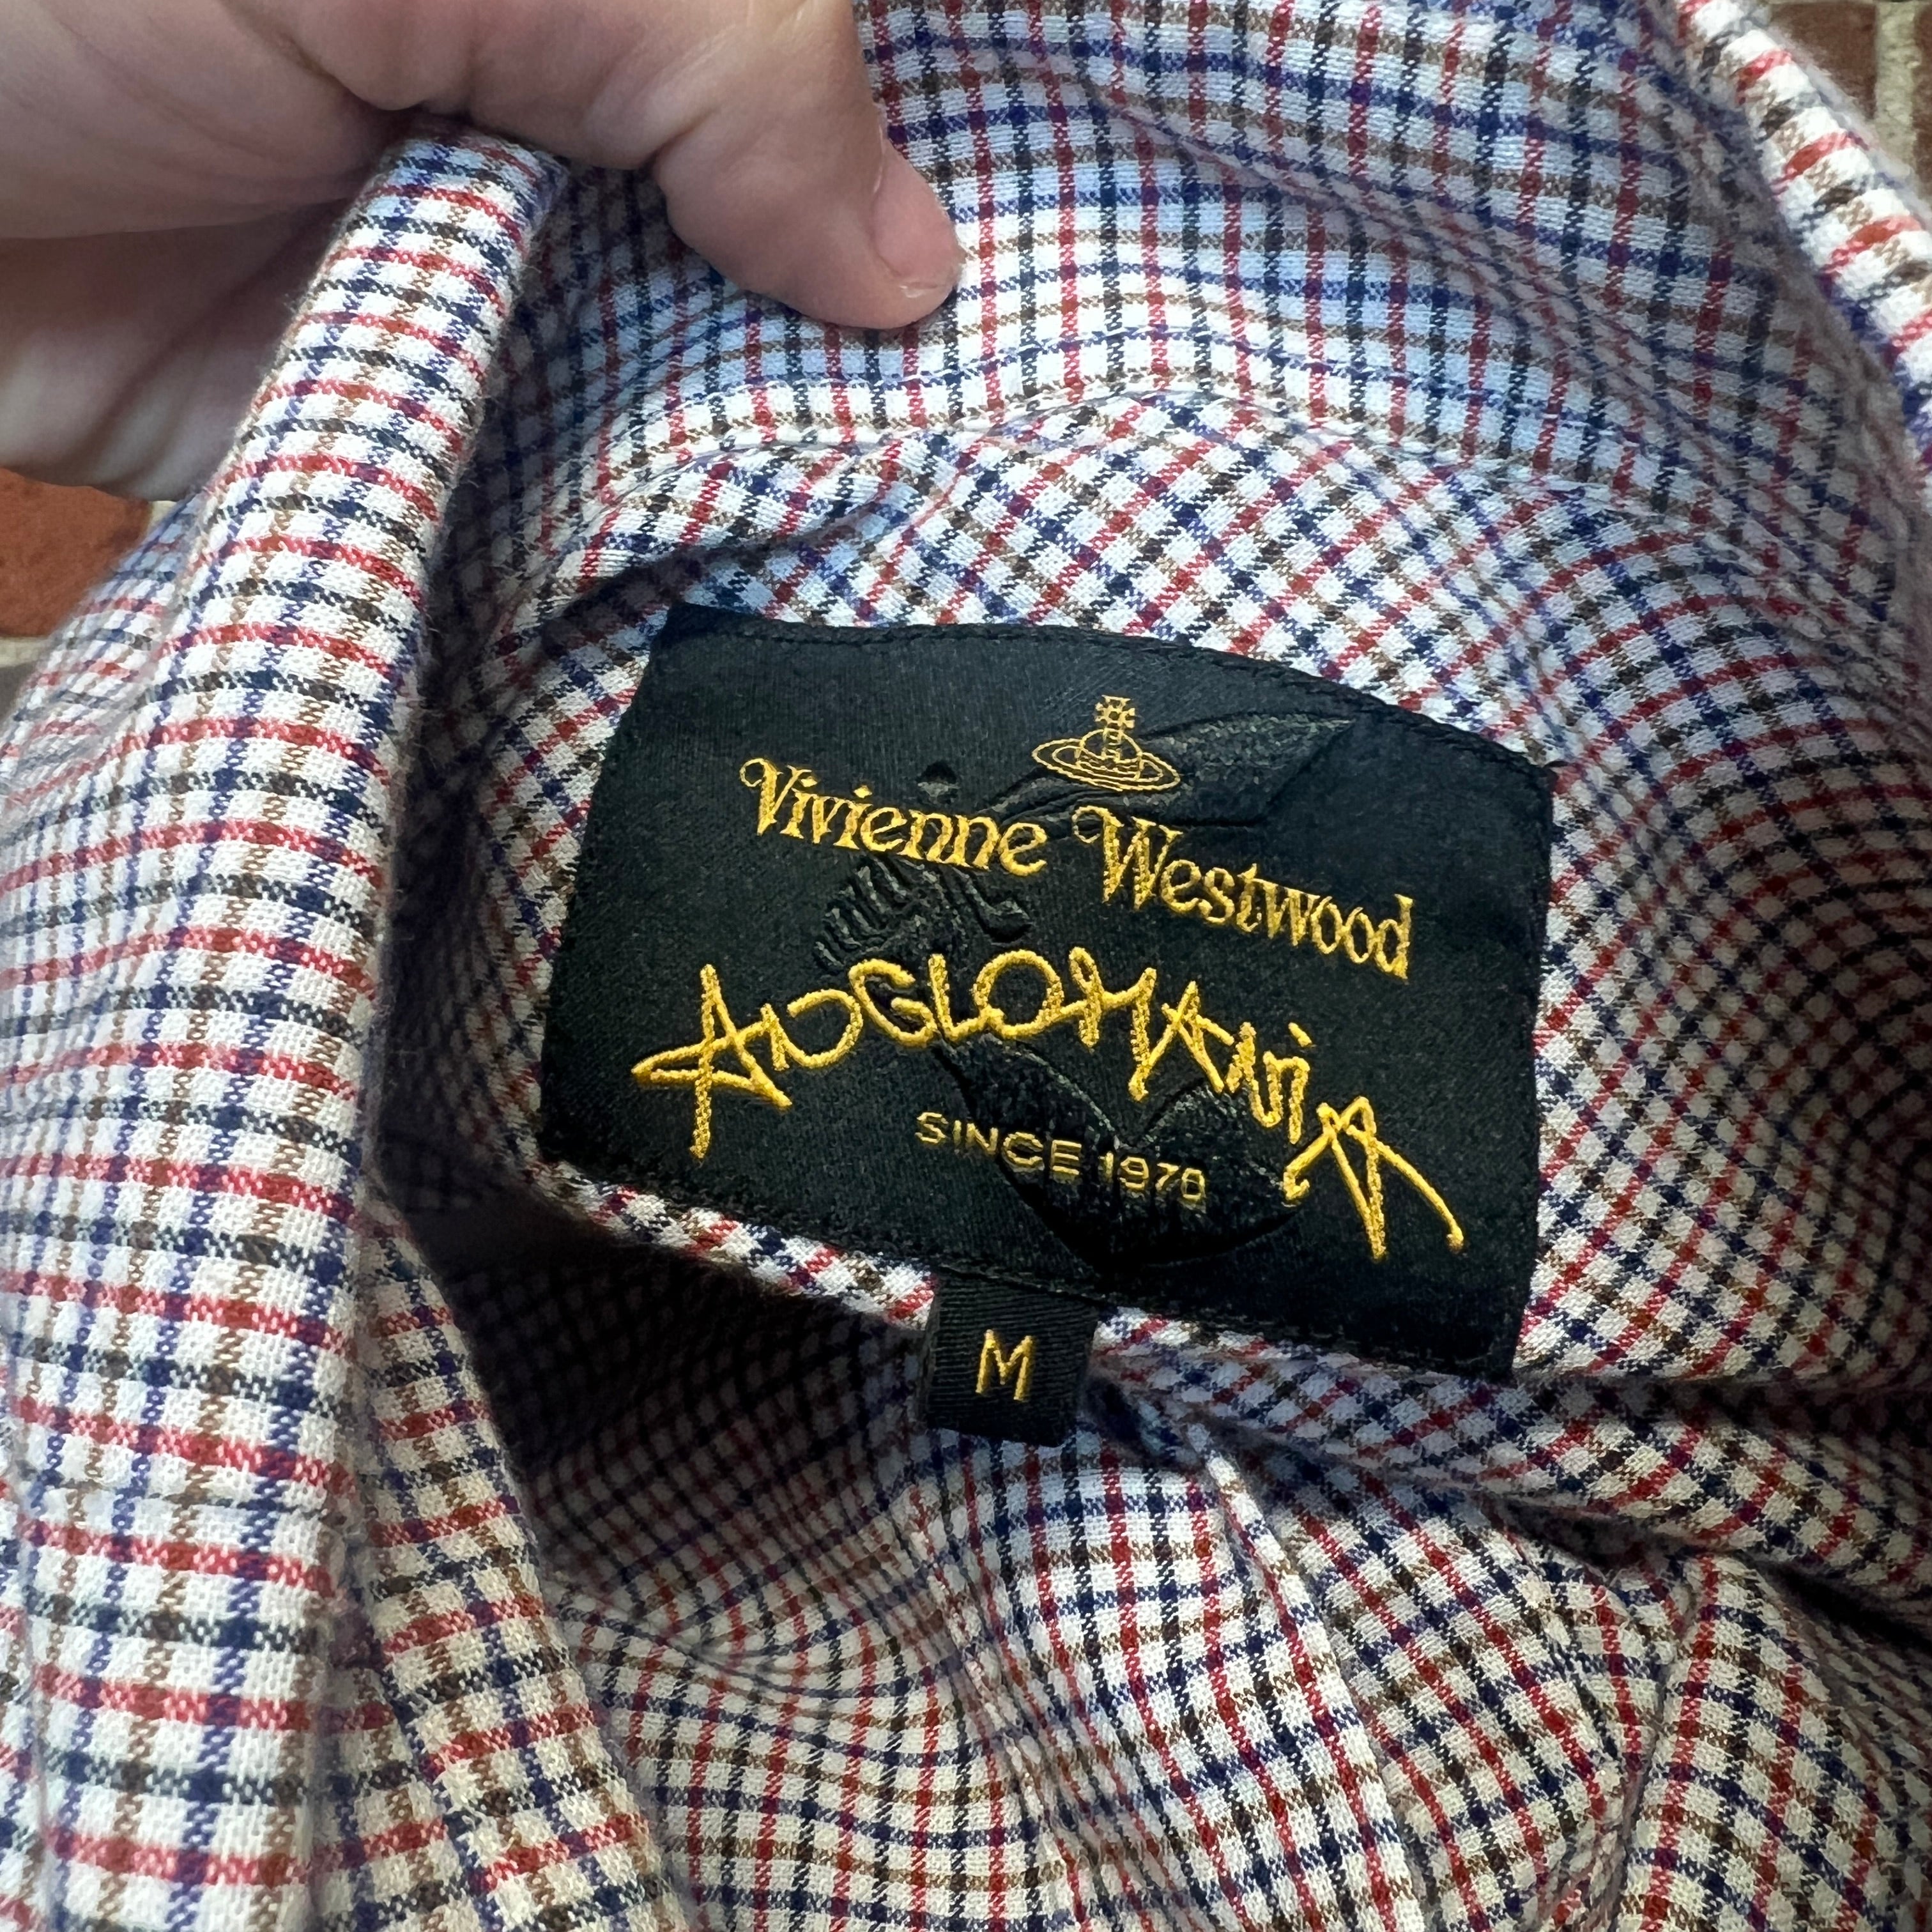 Vivienne Westwood
ANGLOMANIA
SINCE 1970
M